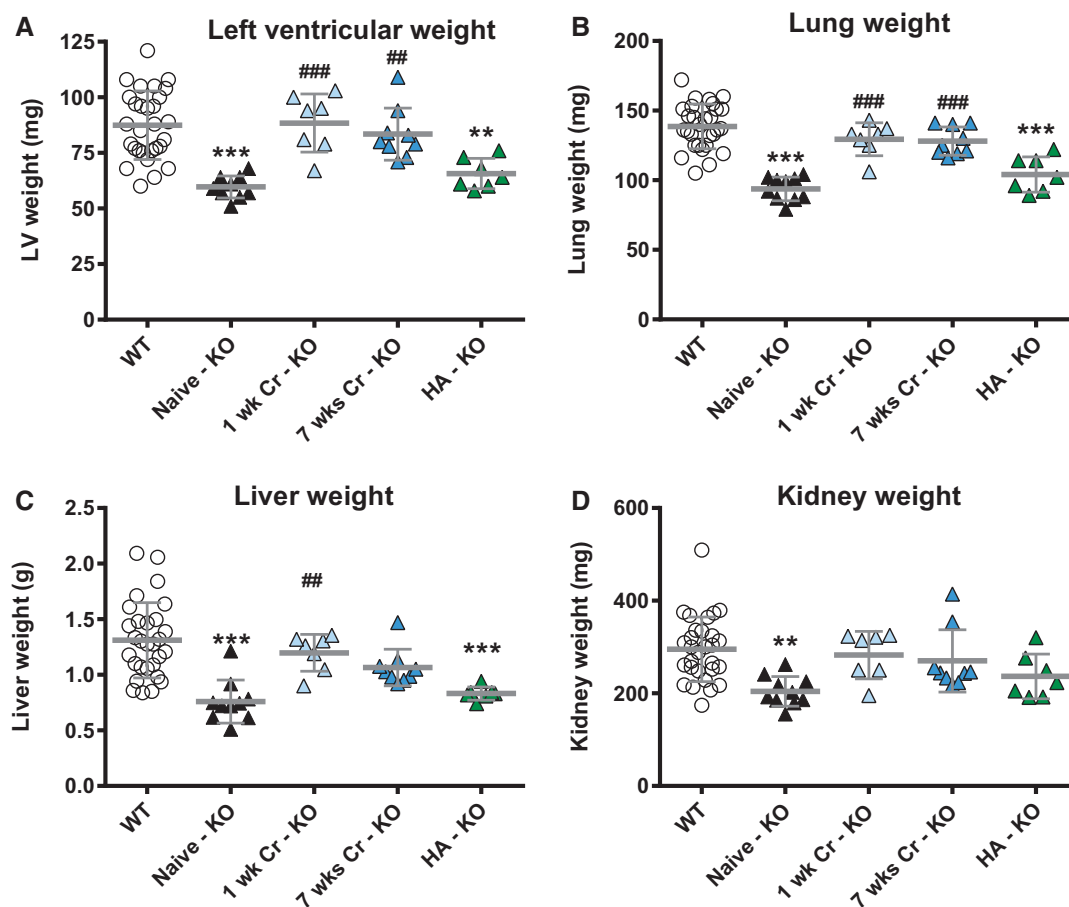 A Left ventricular weight
LV weight (mg)
125
100
75
50
25
0
***
###
##
**
WT
Naive - KO
1 wk Cr - KO
7 wks Cr - KO
HA - KO
B Lung weight
Lung weight (mg)
200
150
100
50
0
***
###
###
***
WT
Naive - KO
1 wk Cr - KO
7 wks Cr - KO
HA - KO
C Liver weight
Liver weight (g)
2.5
2.0
1.5
1.0
0.5
0.0
***
##
***
WT
Naive - KO
1 wk Cr - KO
7 wks Cr - KO
HA - KO
D Kidney weight
Kidney weight (mg)
600
400
200
0
**
WT
Naive - KO
1 wk Cr - KO
7 wks Cr - KO
HA - KO